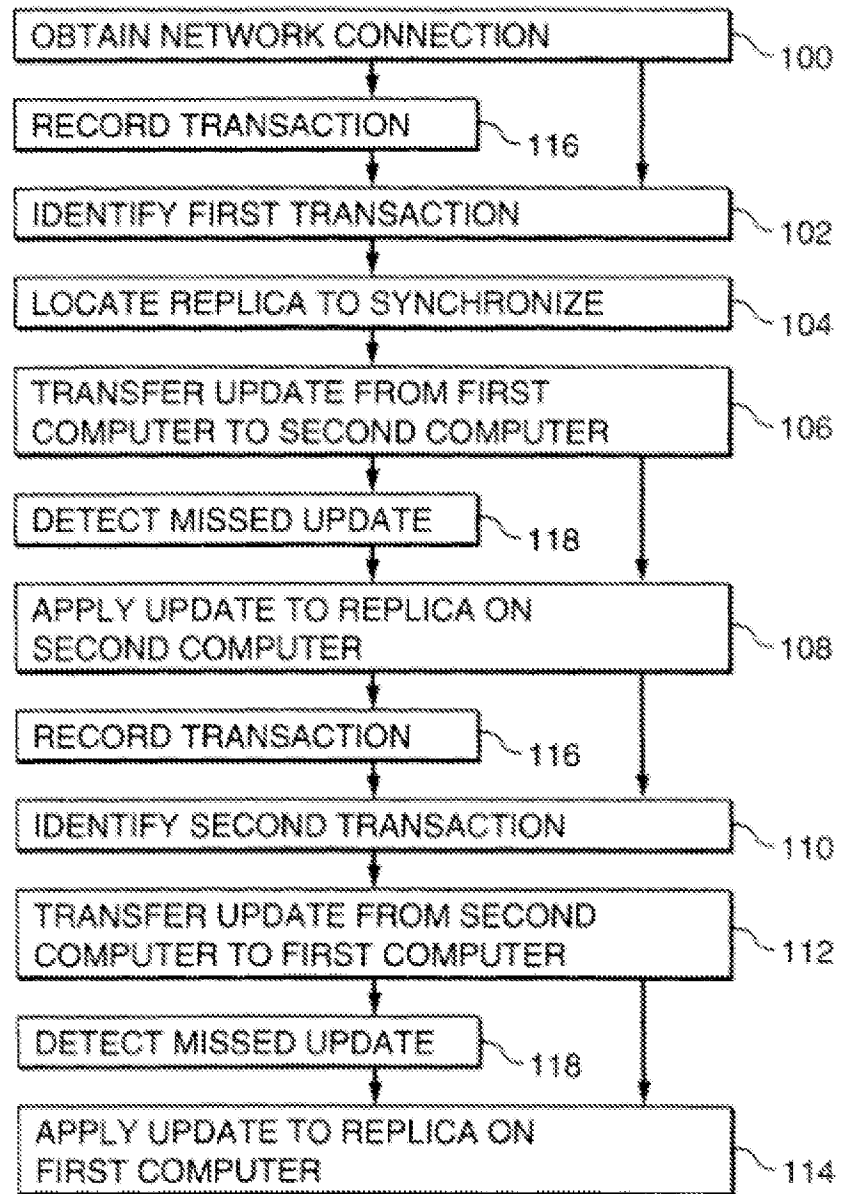 OBTAIN NETWORK CONNECTION
100
RECORD TRANSACTION
116
IDENTIFY FIRST TRANSACTION
102
LOCATE REPLICA TO SYNCHRONIZE
104
TRANSFER UPDATE FROM FIRST
COMPUTER TO SECOND COMPUTER
106
DETECT MISSED UPDATE
118
APPLY UPDATE TO REPLICA ON
SECOND COMPUTER
108
RECORD TRANSACTION
116
IDENTIFY SECOND TRANSACTION
110
TRANSFER UPDATE FROM SECOND
COMPUTER TO FIRST COMPUTER
112
DETECT MISSED UPDATE
118
APPLY UPDATE TO REPLICA ON
FIRST COMPUTER
114